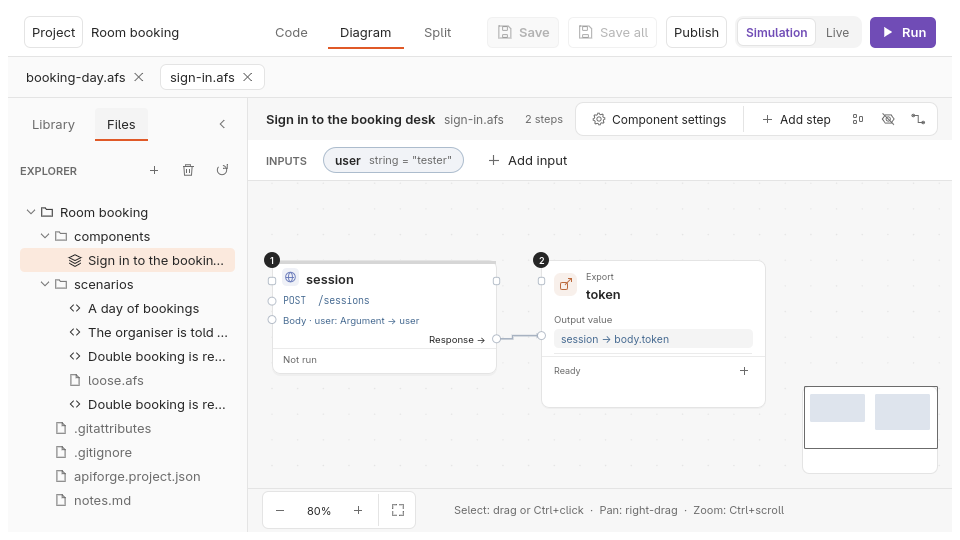 Project Room booking Code Diagram Split Save Save all Publish Simulation Live Run
booking-day.afs sign-in.afs
Library Files
Sign in to the booking desk sign-in.afs 2 steps Component settings Add step
EXPLORER
INPUTS user string = "tester" Add input
Room booking
components
Sign in to the bookin...
scenarios
A day of bookings
The organiser is told ...
Double booking is re...
loose.afs
Double booking is re...
.gitattributes
.gitignore
apiforge.project.json
notes.md
1
session
POST /sessions
Body · user: Argument → user
Response →
Not run
2
Export
token
Output value
session → body.token
Ready
80%
Select: drag or Ctrl+click · Pan: right-drag · Zoom: Ctrl+scroll